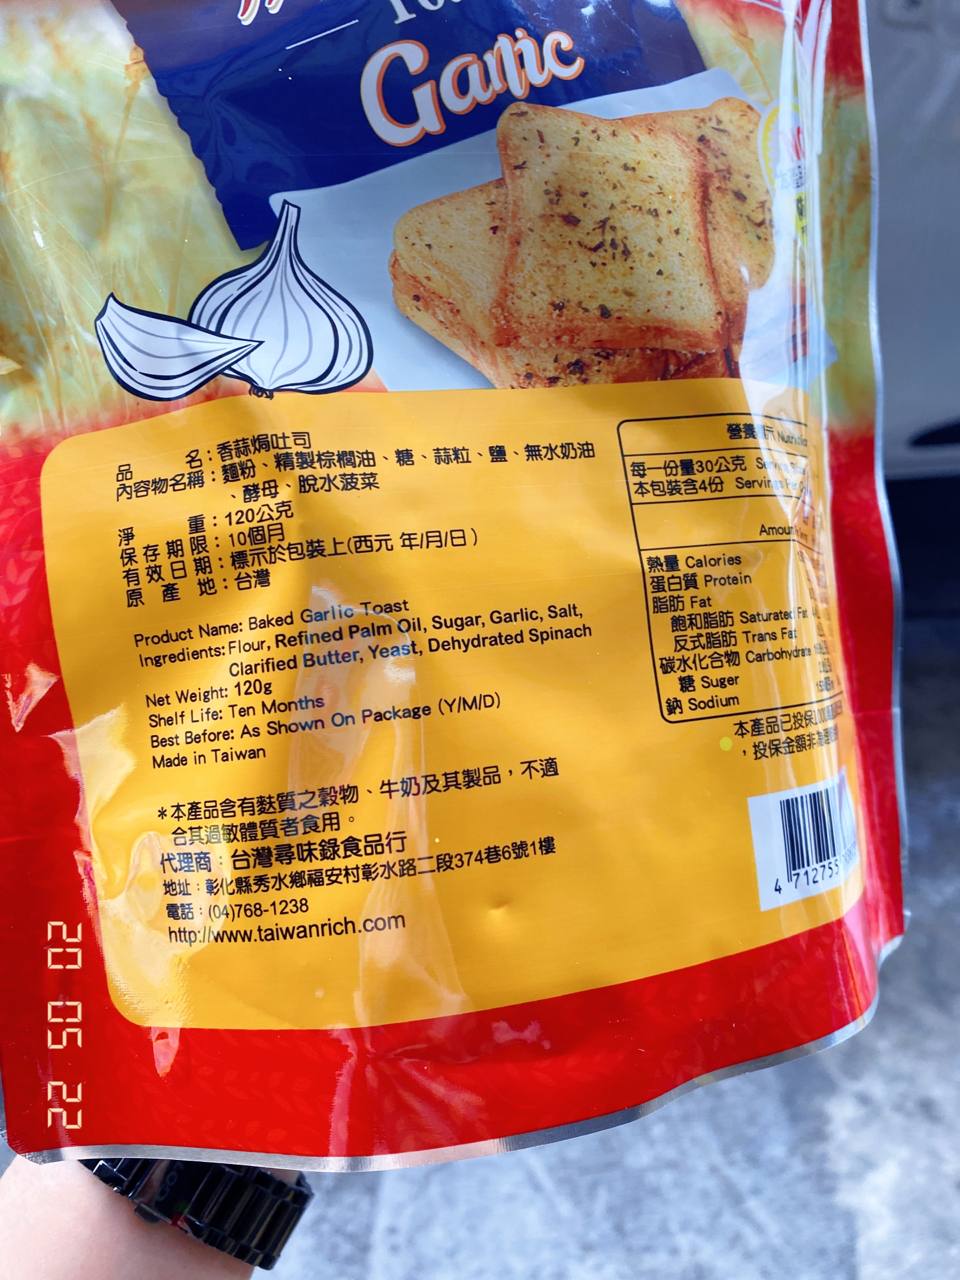 Garlic
品名：香蒜焗吐司
內容物名稱：麵粉、精製棕櫚油、糖、蒜粒、鹽、無水奶油
、酵母、脫水菠菜
淨重：120公克
保存期限：10個月
有效日期：標示於包裝上(西元 年/月/日)
原產地：台灣
Product Name: Baked Garlic Toast
Ingredients: Flour, Refined Palm Oil, Sugar, Garlic, Salt,
Clarified Butter, Yeast, Dehydrated Spinach
Net Weight: 120g
Shelf Life: Ten Months
Best Before: As Shown On Package (Y/M/D)
Made in Taiwan
*本產品含有麩質之穀物、牛奶及其製品，不適
合其過敏體質者食用。
代理商：台灣尋味錄食品行
地址：彰化縣秀水鄉福安村彰水路二段374巷6號1樓
電話：(04)768-1238
http://www.taiwanrich.com
營養
每一份量30公克
本包裝含4份 Servings
熱量 Calories
蛋白質 Protein
脂肪 Fat
飽和脂肪 Saturated Fat
反式脂肪 Trans Fat
碳水化合物 Carbohydrate
糖 Suger
鈉 Sodium
本產品已投保
，投保金額非
4 712755
20 05 22